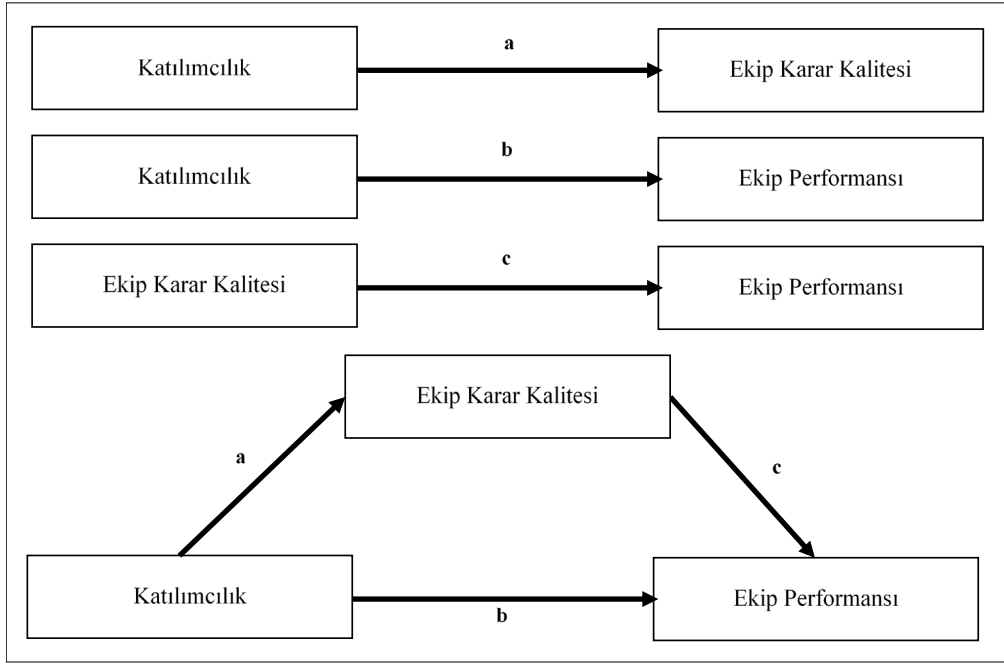 a
Katılımcılık
Ekip Karar Kalitesi
b
Katılımcılık
Ekip Performansı
c
Ekip Karar Kalitesi
Ekip Performansı
Ekip Karar Kalitesi
a
c
Katılımcılık
b
Ekip Performansı